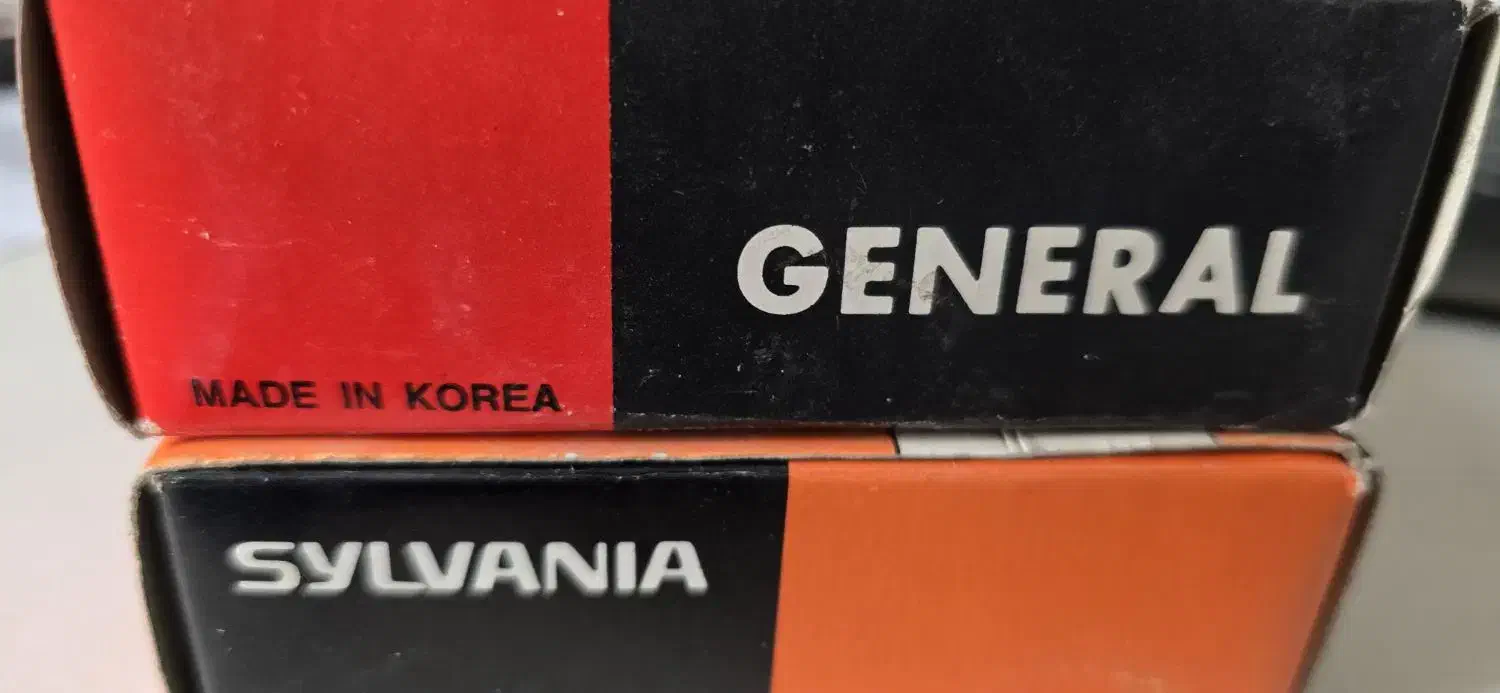 GENERAL
MADE IN KOREA
SYLVANIA